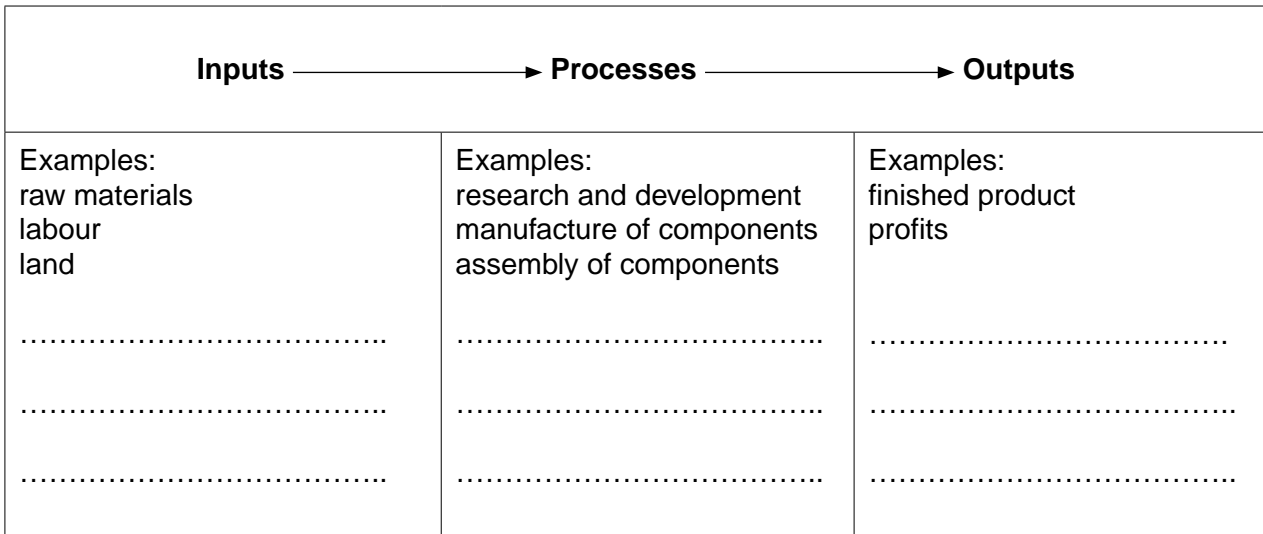 Inputs Processes Outputs
Examples:
raw materials
labour
land
…………………………………..
…………………………………..
…………………………………..
Examples:
research and development
manufacture of components
assembly of components
…………………………………..
…………………………………..
…………………………………..
Examples:
finished product
profits
………………………………….
…………………………………..
…………………………………..